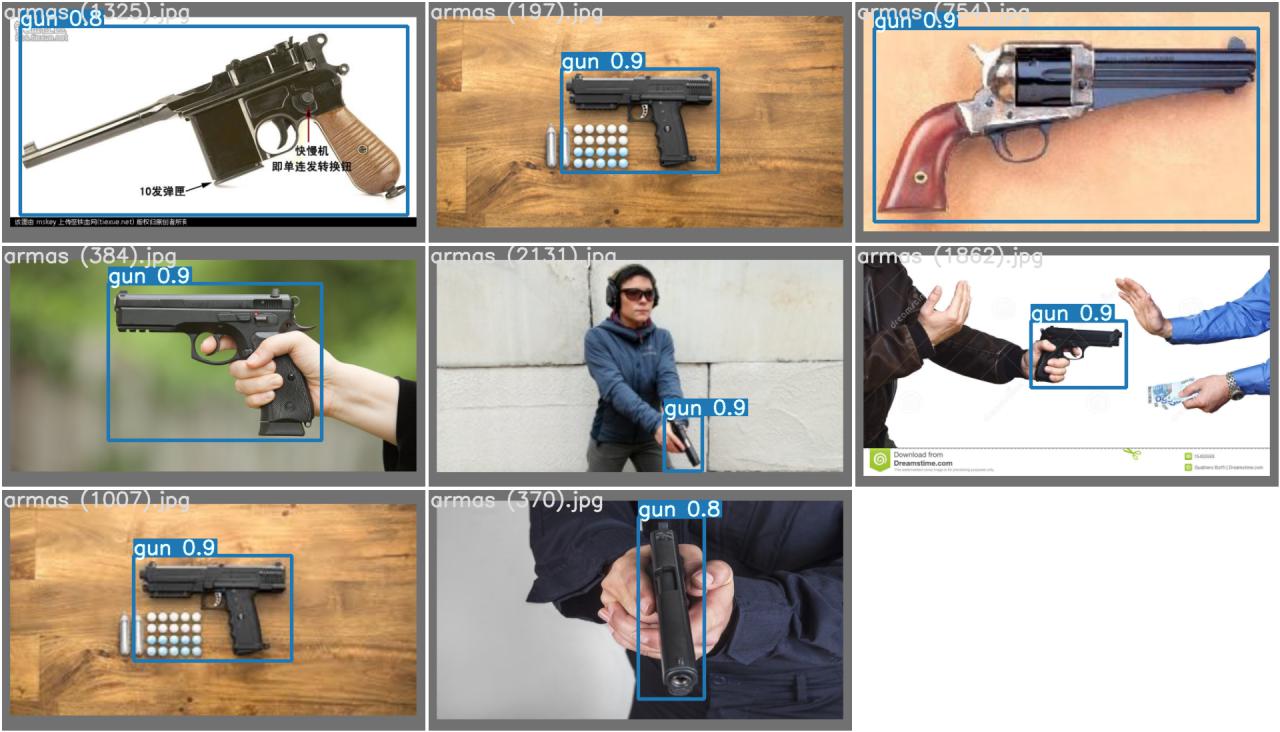 armas (1325).jpg
gun 0.8
快慢机
即单连发转换钮
10发弹匣
该图由 mskey 上传至铁血网(tiexue.net) 版权归原创者所有
armas (197).jpg
gun 0.9
armas (754).jpg
gun 0.9
armas (384).jpg
gun 0.9
armas (2131).jpg
gun 0.9
armas (1862).jpg
gun 0.9
Download from
Dreamstime.com
armas (1007).jpg
gun 0.9
armas (370).jpg
gun 0.8